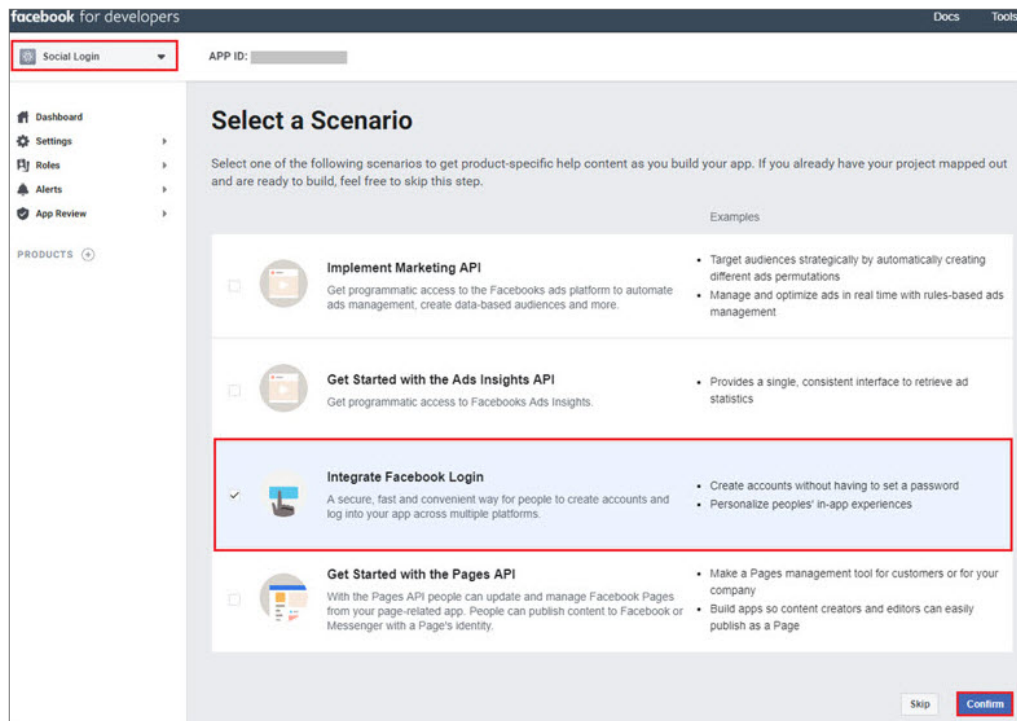 facebook for developers
Docs Tools
Social Login
APP ID:
Dashboard
Settings
Roles
Alerts
App Review
PRODUCTS
Select a Scenario
Select one of the following scenarios to get product-specific help content as you build your app. If you already have your project mapped out
and are ready to build, feel free to skip this step.
Examples
Implement Marketing API
Get programmatic access to the Facebooks ads platform to automate
ads management, create data-based audiences and more.
• Target audiences strategically by automatically creating
different ads permutations
• Manage and optimize ads in real time with rules-based ads
management
Get Started with the Ads Insights API
Get programmatic access to Facebooks Ads Insights.
• Provides a single, consistent interface to retrieve ad
statistics
Integrate Facebook Login
A secure, fast and convenient way for people to create accounts and
log into your app across multiple platforms.
• Create accounts without having to set a password
• Personalize peoples' in-app experiences
Get Started with the Pages API
With the Pages API people can update and manage Facebook Pages
from your page-related app. People can publish content to Facebook or
Messenger with a Page's identity.
• Make a Pages management tool for customers or for your
company
• Build apps so content creators and editors can easily
publish as a Page
Skip Confirm